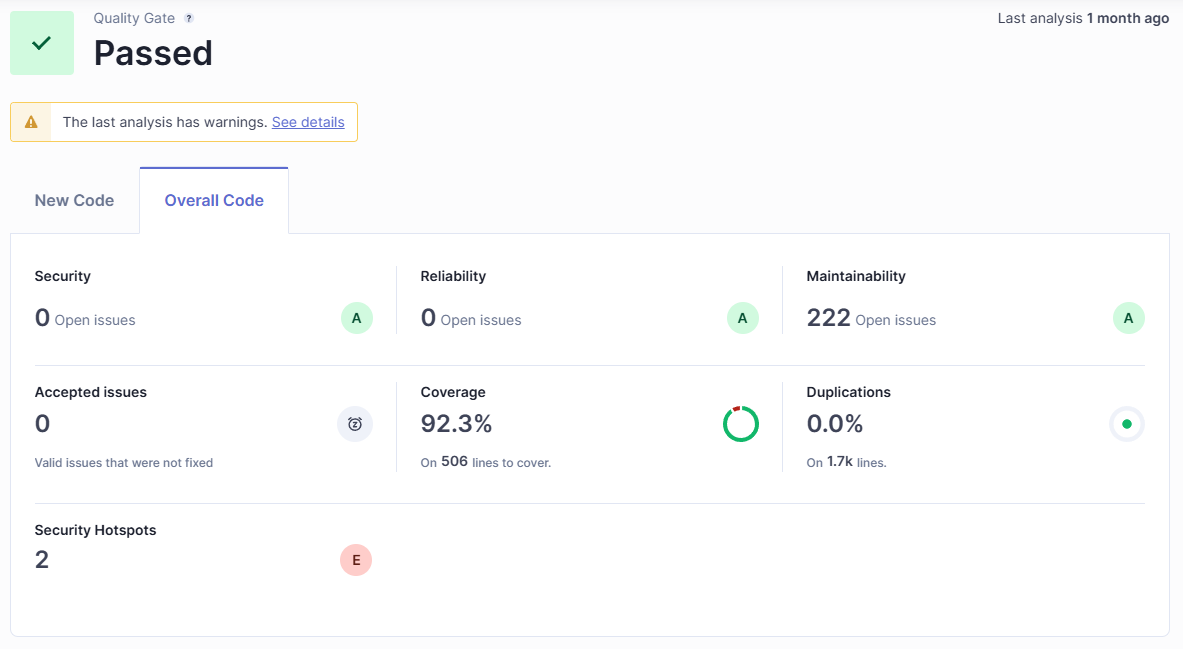 Quality Gate ?
Last analysis 1 month ago
Passed
The last analysis has warnings. See details
New Code
Overall Code
Security
0 Open issues
A
Reliability
0 Open issues
A
Maintainability
222 Open issues
A
Accepted issues
0
Valid issues that were not fixed
Coverage
92.3%
On 506 lines to cover.
Duplications
0.0%
On 1.7k lines.
Security Hotspots
2
E